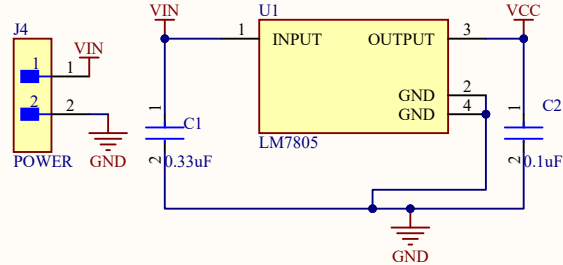 J4
1
1
VIN
2
2
GND
POWER
VIN
U1
VCC
1
INPUT
OUTPUT
3
GND
2
GND
4
LM7805
1
C1
2
0.33uF
1
C2
2
0.1uF
GND